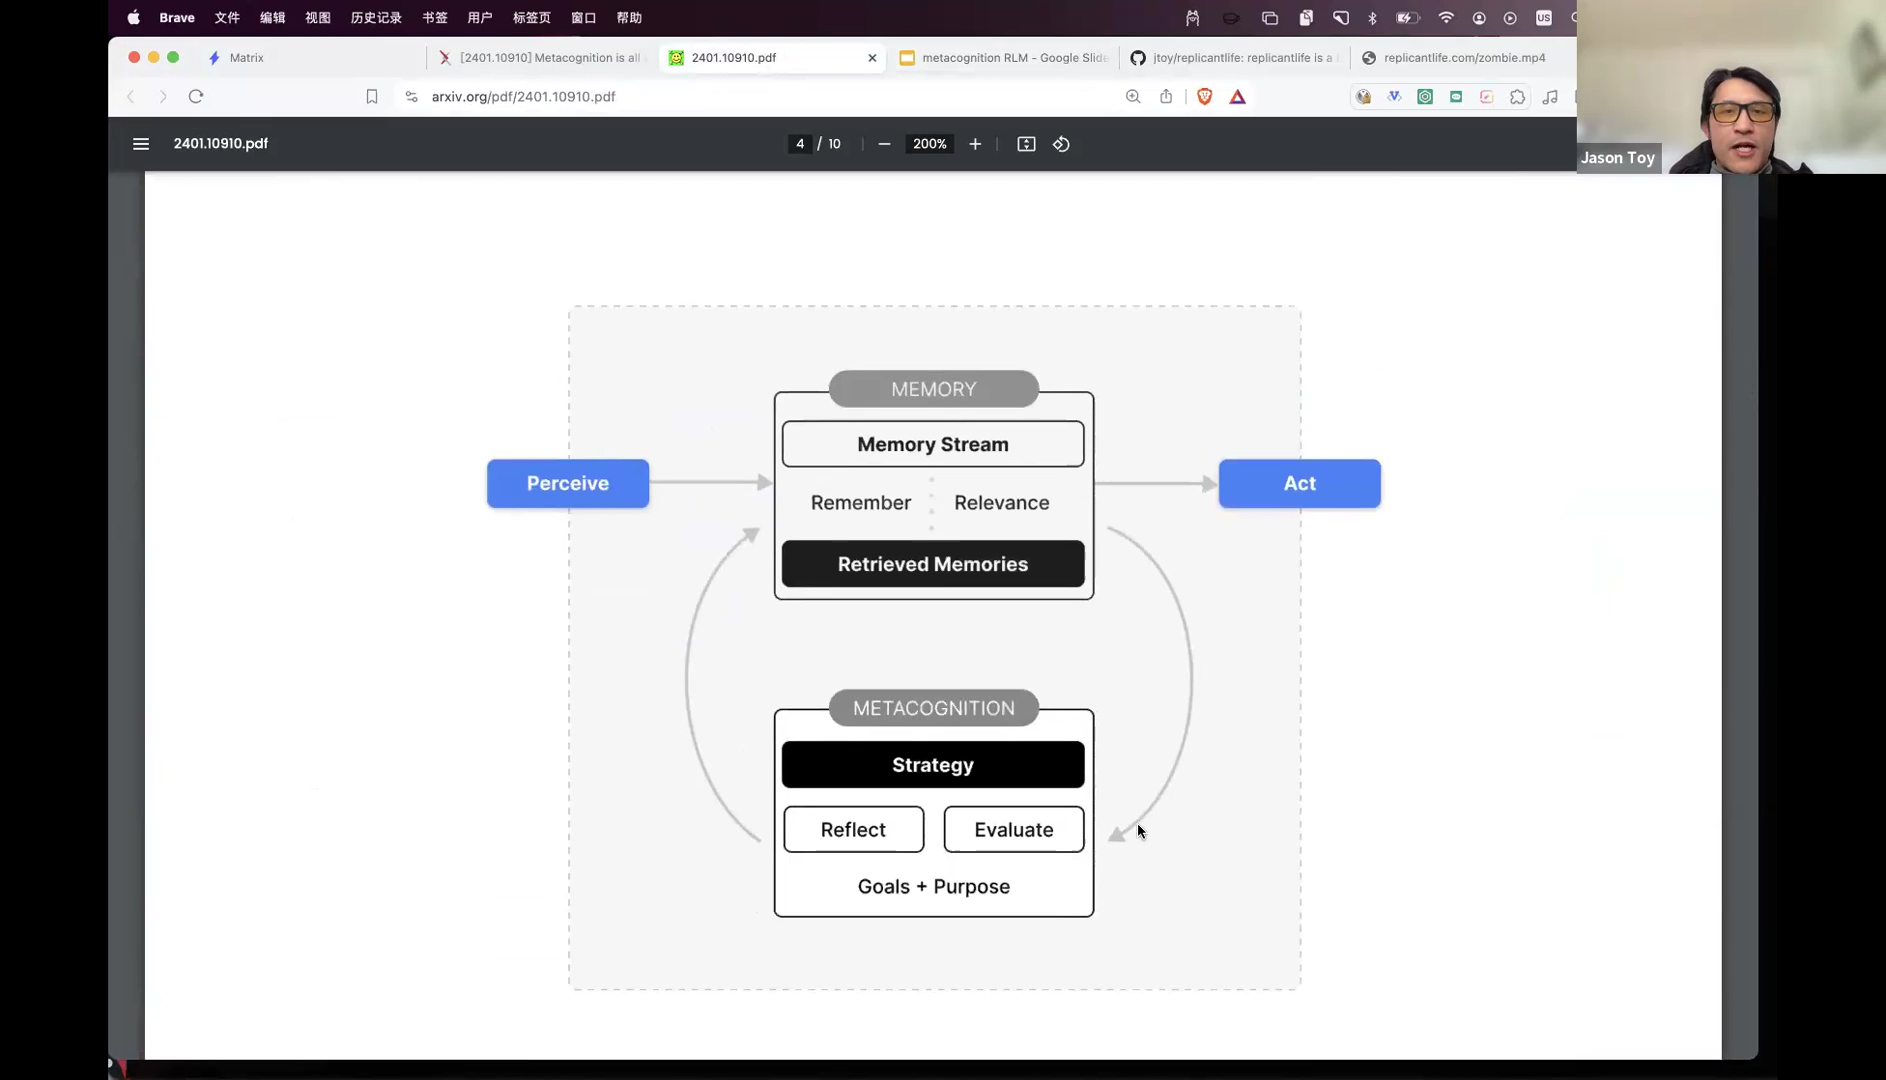 Brave 文件 编辑 视图 历史记录 书签 用户 标签页 窗口 帮助 US
Matrix
[2401.10910] Metacognition is all
2401.10910.pdf
metacognition RLM - Google Slide
jtoy/replicantlife: replicantlife is a
replicantlife.com/zombie.mp4
arxiv.org/pdf/2401.10910.pdf
2401.10910.pdf
4 / 10
200%
Jason Toy
MEMORY
Memory Stream
Perceive
Remember
Relevance
Act
Retrieved Memories
METACOGNITION
Strategy
Reflect
Evaluate
Goals + Purpose